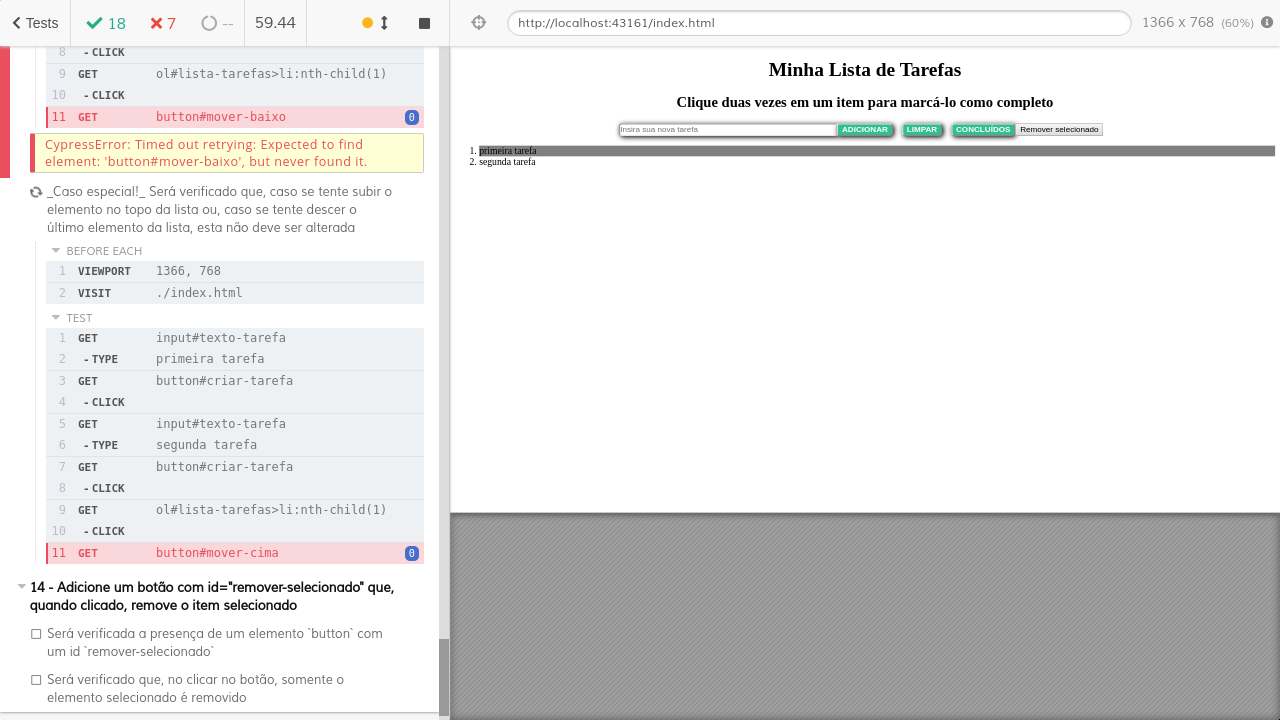 Tests
18
7
--
59.44
8 -CLICK
9 GET ol#lista-tarefas>li:nth-child(1)
10 -CLICK
11 GET button#mover-baixo 0
CypressError: Timed out retrying: Expected to find
element: 'button#mover-baixo', but never found it.
_Caso especial!_ Será verificado que, caso se tente subir o
elemento no topo da lista ou, caso se tente descer o
último elemento da lista, esta não deve ser alterada
BEFORE EACH
1 VIEWPORT 1366, 768
2 VISIT ./index.html
TEST
1 GET input#texto-tarefa
2 -TYPE primeira tarefa
3 GET button#criar-tarefa
4 -CLICK
5 GET input#texto-tarefa
6 -TYPE segunda tarefa
7 GET button#criar-tarefa
8 -CLICK
9 GET ol#lista-tarefas>li:nth-child(1)
10 -CLICK
11 GET button#mover-cima 0
14 - Adicione um botão com id="remover-selecionado" que,
quando clicado, remove o item selecionado
Será verificada a presença de um elemento `button` com
um id `remover-selecionado`
Será verificado que, no clicar no botão, somente o
elemento selecionado é removido
http://localhost:43161/index.html
1366 x 768 (60%)
Minha Lista de Tarefas
Clique duas vezes em um item para marcá-lo como completo
Insira sua nova tarefa ADICIONAR LIMPAR CONCLUÍDOS Remover selecionado
1. primeira tarefa
2. segunda tarefa